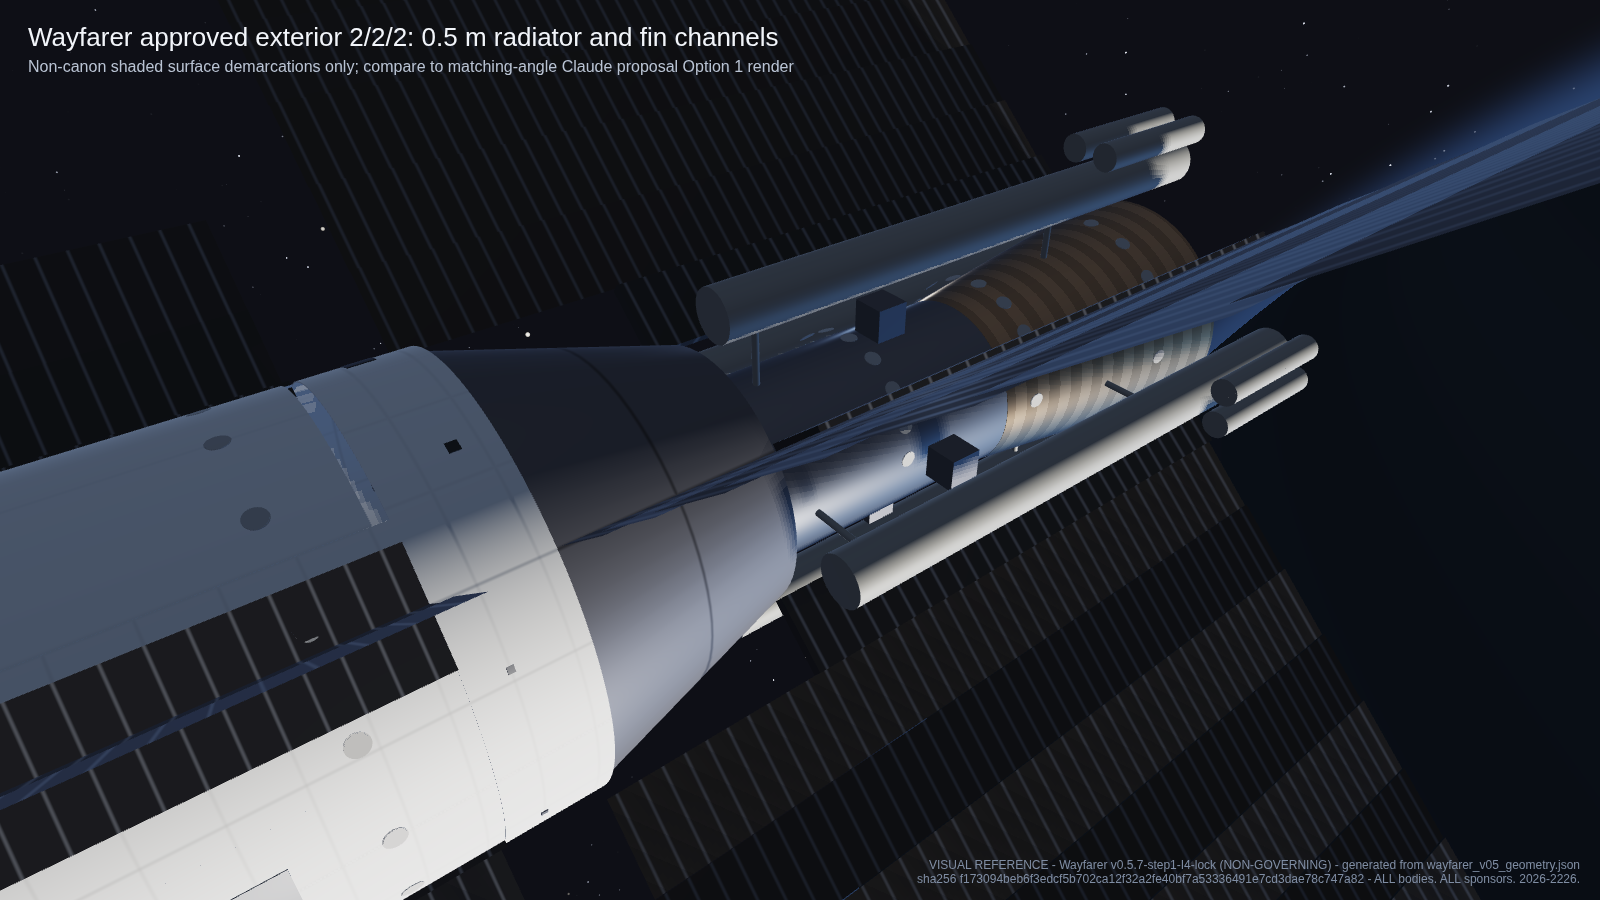 Wayfarer approved exterior 2/2/2: 0.5 m radiator and fin channels
Non-canon shaded surface demarcations only; compare to matching-angle Claude proposal Option 1 render
VISUAL REFERENCE - Wayfarer v0.5.7-step1-I4-lock (NON-GOVERNING) - generated from wayfarer_v05_geometry.json
sha256 f173094beb6f3edcf5b702ca12f32a2fe40bf7a53336491e7cd3dae78c747a82 - ALL bodies. ALL sponsors. 2026-2226.